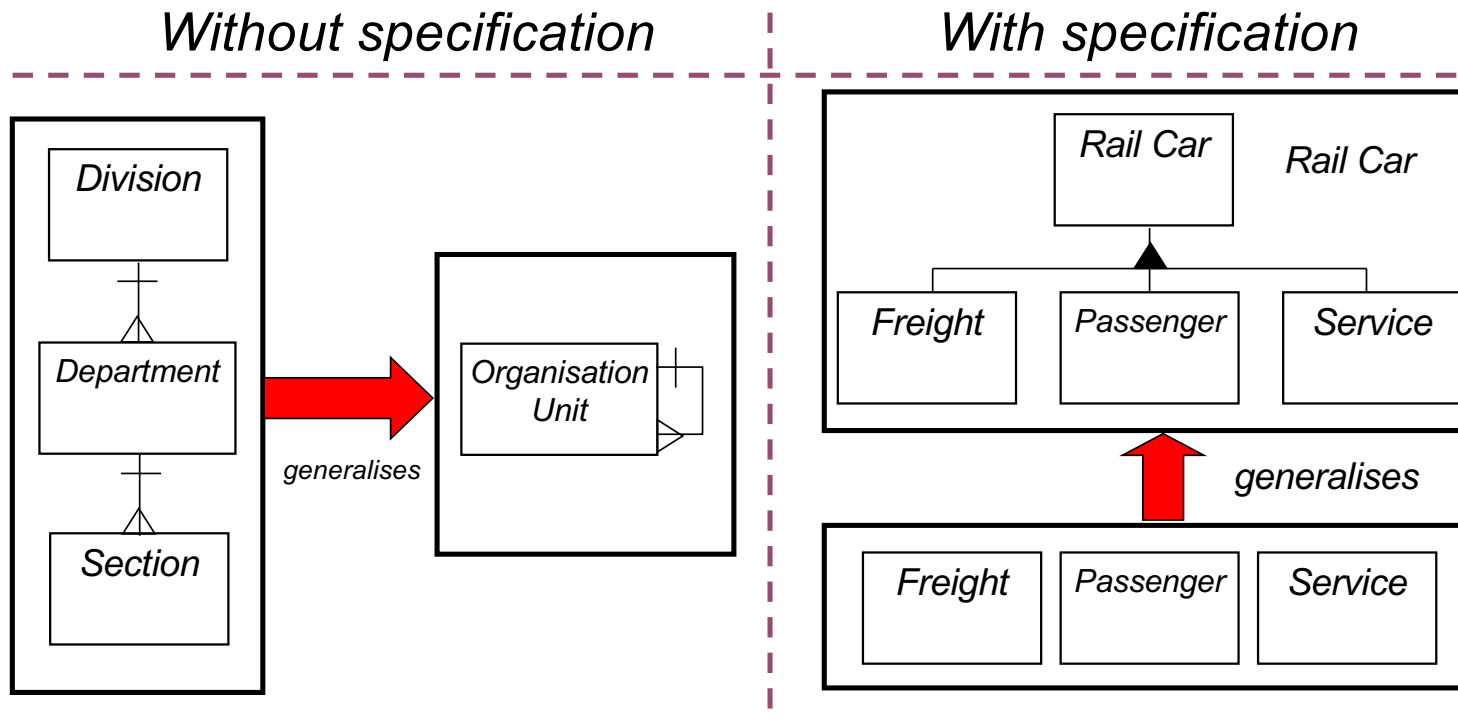 Without specification
With specification
Division
Department
Section
generalises
Organisation
Unit
Rail Car
Rail Car
Freight
Passenger
Service
generalises
Freight
Passenger
Service